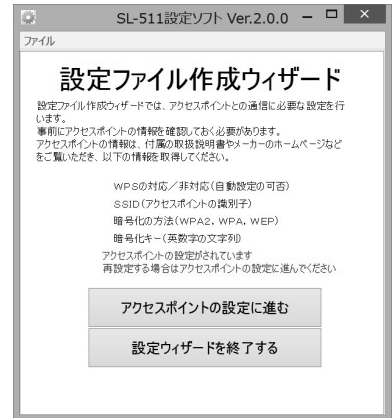 SL-511設定ソフト Ver.2.0.0
ファイル
設定ファイル作成ウィザード
設定ファイル作成ウィザードでは、アクセスポイントとの通信に必要な設定を行
います。
事前にアクセスポイントの情報を確認しておく必要があります。
アクセスポイントの情報は、付属の取扱説明書やメーカーのホームページなど
をご覧いただき、以下の情報を取得してください。
WPSの対応／非対応(自動設定の可否)
SSID(アクセスポイントの識別子)
暗号化の方法(WPA2, WPA, WEP)
暗号化キー(英数字の文字列)
アクセスポイントの設定がされています
再設定する場合はアクセスポイントの設定に進んでください
アクセスポイントの設定に進む
設定ウィザードを終了する